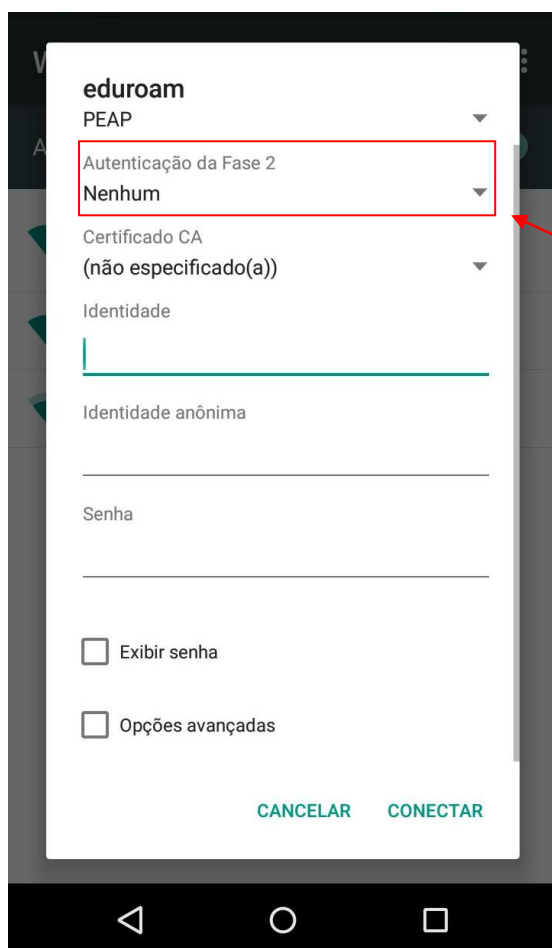 W
A
eduroam
PEAP
Autenticação da Fase 2
Nenhum
Certificado CA
(não especificado(a))
Identidade
Identidade anônima
Senha
Exibir senha
Opções avançadas
CANCELAR CONECTAR